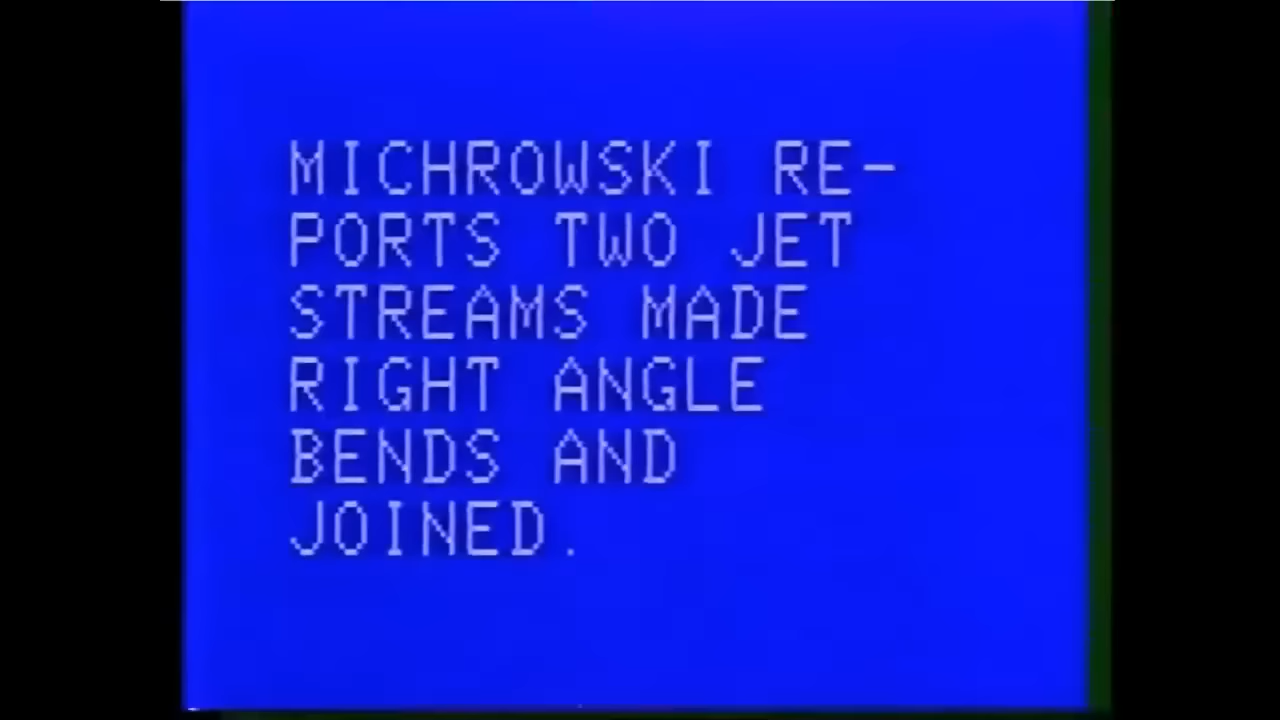 MICHROWSKI RE-
PORTS TWO JET
STREAMS MADE
RIGHT ANGLE
BENDS AND
JOINED.